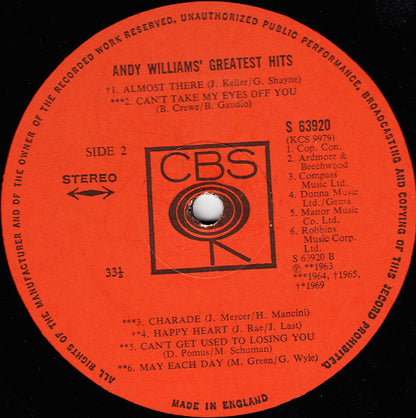 ALL RIGHTS OF THE MANUFACTURER AND OF THE OWNER OF THE RECORDED WORK RESERVED. UNAUTHORIZED PUBLIC PERFORMANCE, BROADCASTING AND COPYING OF THIS RECORD PROHIBITED.
ANDY WILLIAMS' GREATEST HITS
†1. ALMOST THERE (J. Keller/G. Shayne)
***2. CAN'T TAKE MY EYES OFF YOU
(B. Crewe/B. Gaudio)
SIDE 2
STEREO
33⅓
CBS
S 63920
(KCS 9979)
1. Cop. Con.
2. Ardmore &
Beechwood
3. Compass
Music Ltd.
4. Donna Music
Ltd./Gema
5. Manor Music
Co. Ltd.
6. Robbins
Music Corp.
Ltd.
S 63920 B
Ⓟ **1963
***1964, †1965,
†*1969
***3. CHARADE (J. Mercer/H. Mancini)
†*4. HAPPY HEART (J. Rae/J. Last)
**5. CAN'T GET USED TO LOSING YOU
(D. Pomus/M. Schuman)
**6. MAY EACH DAY (M. Green/G. Wyle)
MADE IN ENGLAND